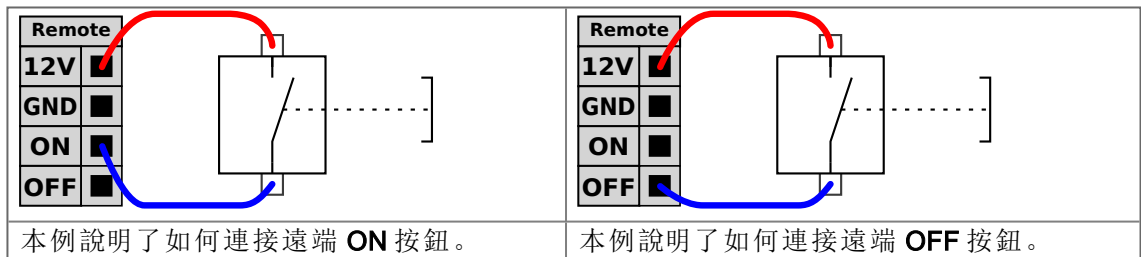 Remote
12V
GND
ON
OFF
本例說明了如何連接遠端 ON 按鈕。
Remote
12V
GND
ON
OFF
本例說明了如何連接遠端 OFF 按鈕。